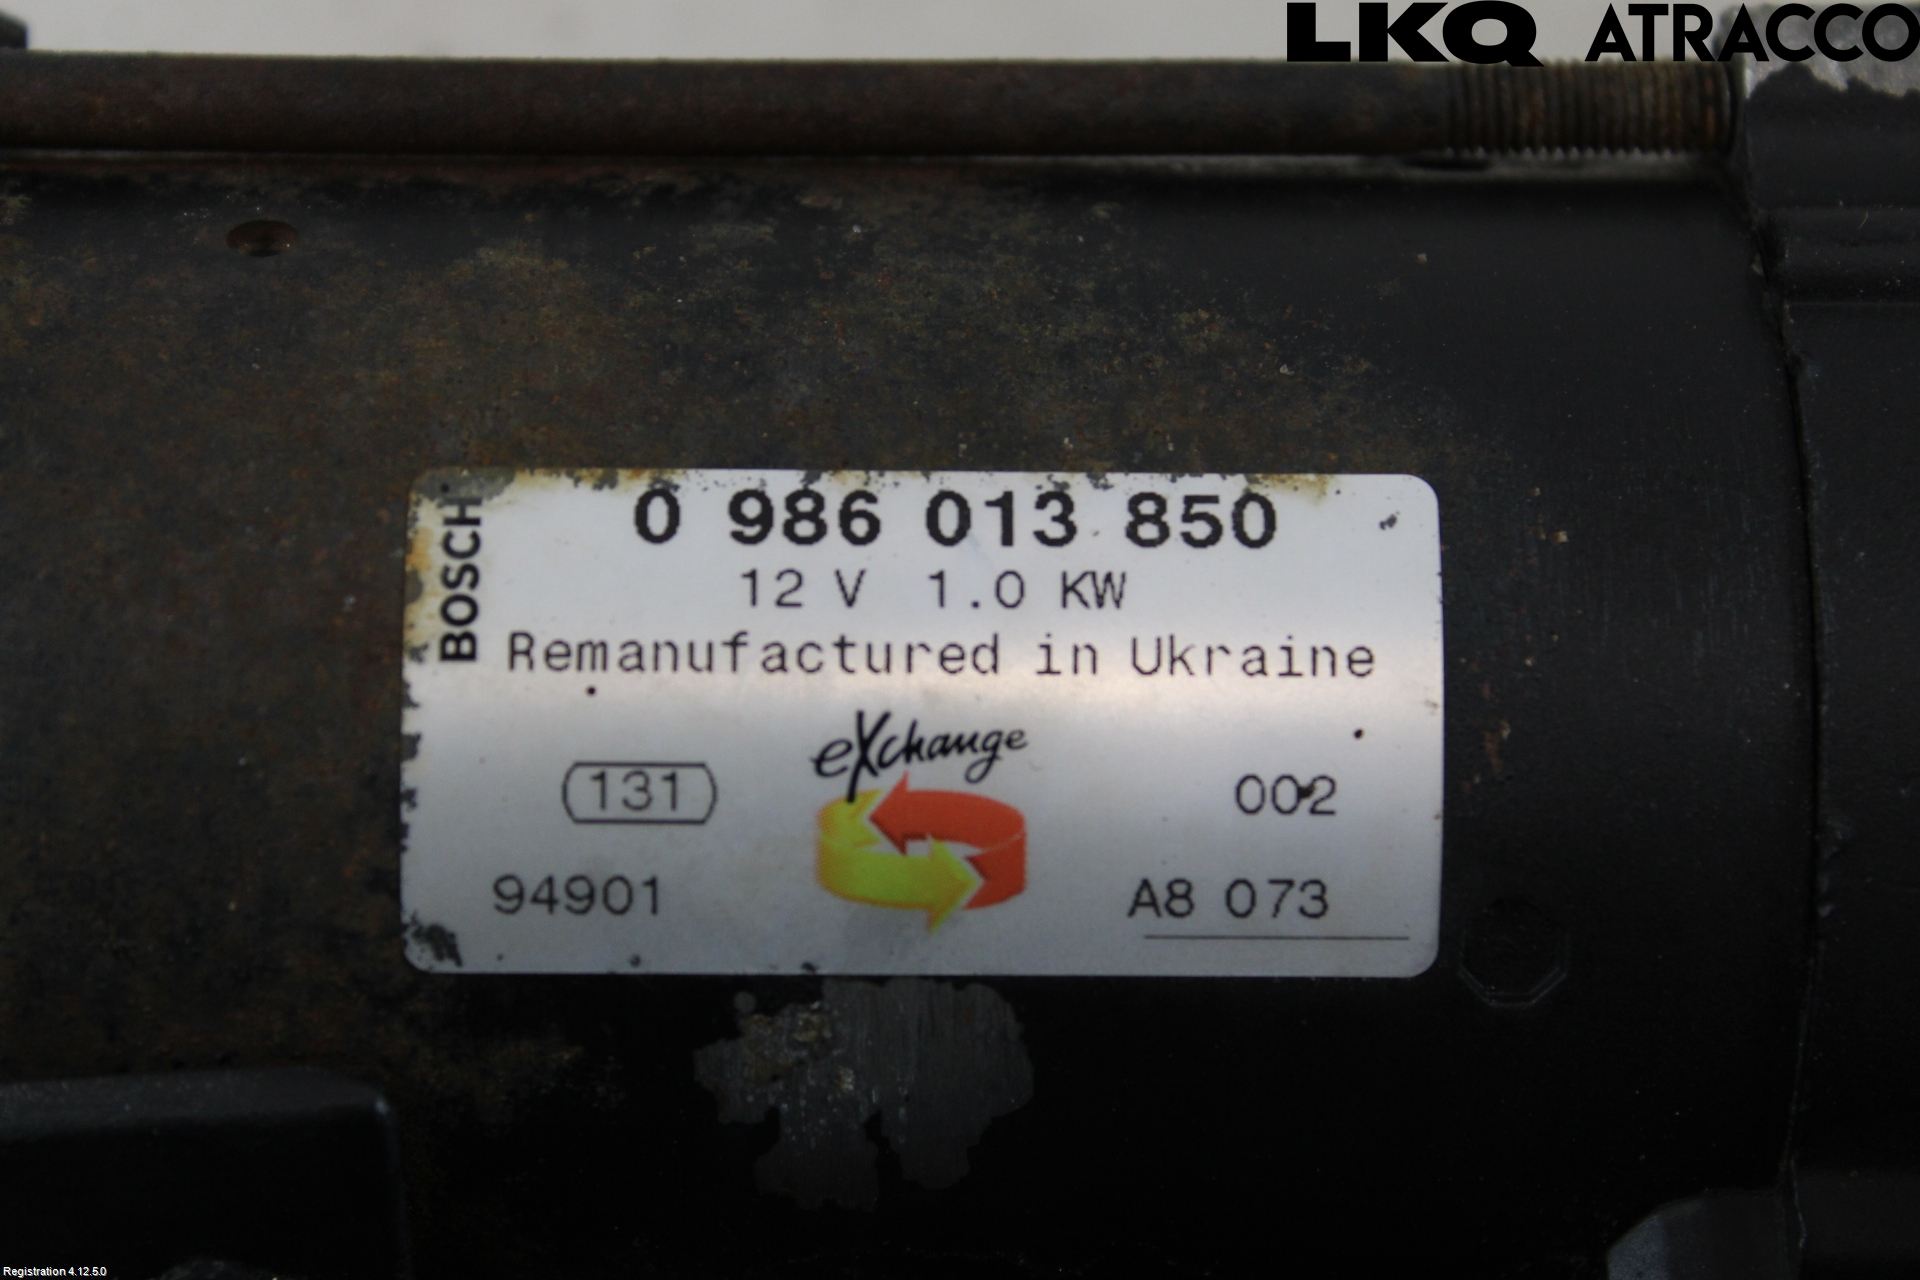 LKQ ATRACCO
BOSCH
0 986 013 850
12 V 1.0 KW
Remanufactured in Ukraine
eXchange
131
002
94901
A8 073
Registration 4.12.5.0